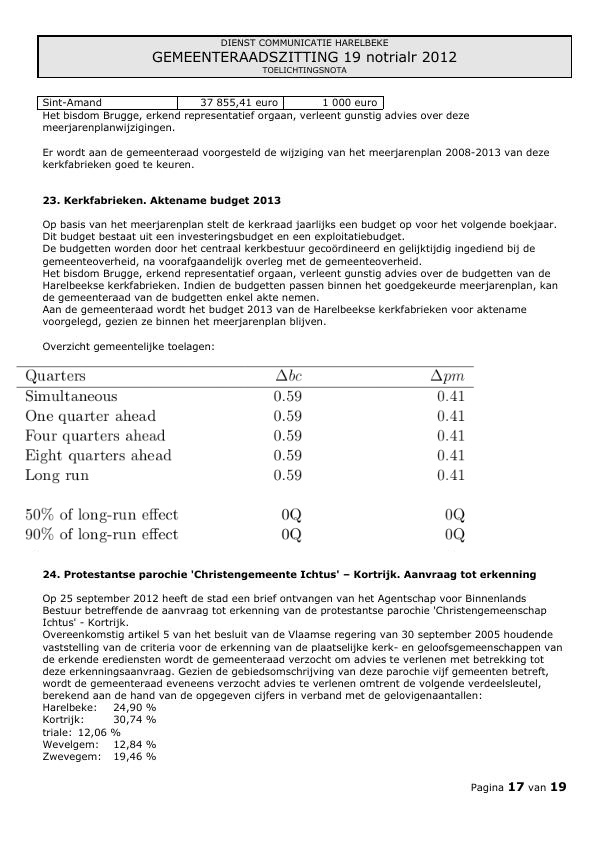 DIENST COMMUNICATIE HARELBEKE
GEMEENTERAADSZITTING 19 notrialr 2012
TOELICHTINGSNOTA
Sint-Amand 37 855,41 euro 1 000 euro
Het bisdom Brugge, erkend representatief orgaan, verleent gunstig advies over deze
meerjarenplanwijzigingen.
Er wordt aan de gemeenteraad voorgesteld de wijziging van het meerjarenplan 2008-2013 van deze
kerkfabrieken goed te keuren.
23. Kerkfabrieken. Aktename budget 2013
Op basis van het meerjarenplan stelt de kerkraad jaarlijks een budget op voor het volgende boekjaar.
Dit budget bestaat uit een investeringsbudget en een exploitatiebudget.
De budgetten worden door het centraal kerkbestuur gecoördineerd en gelijktijdig ingediend bij de
gemeenteoverheid, na voorafgaandelijk overleg met de gemeenteoverheid.
Het bisdom Brugge, erkend representatief orgaan, verleent gunstig advies over de budgetten van de
Harelbeekse kerkfabrieken. Indien de budgetten passen binnen het goedgekeurde meerjarenplan, kan
de gemeenteraad van de budgetten enkel akte nemen.
Aan de gemeenteraad wordt het budget 2013 van de Harelbeekse kerkfabrieken voor aktename
voorgelegd, gezien ze binnen het meerjarenplan blijven.
Overzicht gemeentelijke toelagen:
Quarters Δbc Δpm
Simultaneous 0.59 0.41
One quarter ahead 0.59 0.41
Four quarters ahead 0.59 0.41
Eight quarters ahead 0.59 0.41
Long run 0.59 0.41
50% of long-run effect 0Q 0Q
90% of long-run effect 0Q 0Q
24. Protestantse parochie 'Christengemeente Ichtus' – Kortrijk. Aanvraag tot erkenning
Op 25 september 2012 heeft de stad een brief ontvangen van het Agentschap voor Binnenlands
Bestuur betreffende de aanvraag tot erkenning van de protestantse parochie 'Christengemeenschap
Ichtus' - Kortrijk.
Overeenkomstig artikel 5 van het besluit van de Vlaamse regering van 30 september 2005 houdende
vaststelling van de criteria voor de erkenning van de plaatselijke kerk- en geloofsgemeenschappen van
de erkende erediensten wordt de gemeenteraad verzocht om advies te verlenen met betrekking tot
deze erkenningsaanvraag. Gezien de gebiedsomschrijving van deze parochie vijf gemeenten betreft,
wordt de gemeenteraad eveneens verzocht advies te verlenen omtrent de volgende verdeelsleutel,
berekend aan de hand van de opgegeven cijfers in verband met de gelovigenaantallen:
Harelbeke: 24,90 %
Kortrijk: 30,74 %
triale: 12,06 %
Wevelgem: 12,84 %
Zwevegem: 19,46 %
Pagina 17 van 19